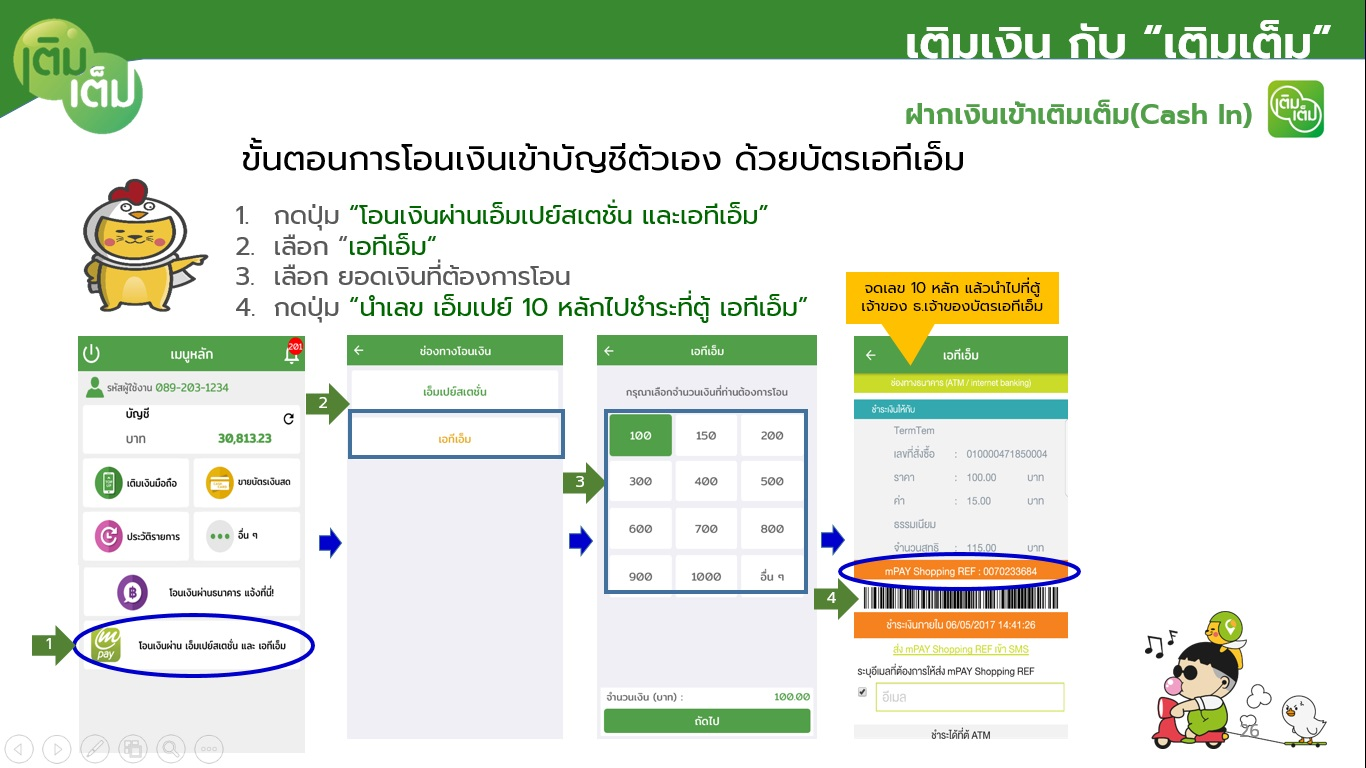 เติมเต็ม
เติมเงิน กับ “เติมเต็ม”
ฝากเงินเข้าเติมเต็ม(Cash In)
เติมเต็ม
ขั้นตอนการโอนเงินเข้าบัญชีตัวเอง ด้วยบัตรเอทีเอ็ม
1. กดปุ่ม “โอนเงินผ่านเอ็มเปย์สเตชั่น และเอทีเอ็ม”
2. เลือก “เอทีเอ็ม“
3. เลือก ยอดเงินที่ต้องการโอน
4. กดปุ่ม “นำเลข เอ็มเปย์ 10 หลักไปชำระที่ตู้ เอทีเอ็ม”
จดเลข 10 หลัก แล้วนำไปที่ตู้
เจ้าของ ธ.เจ้าของบัตรเอทีเอ็ม
เมนูหลัก
201
รหัสผู้ใช้งาน 089-203-1234
บัญชี
บาท 30,813.23
เติมเงินมือถือ
ขายบัตรเงินสด
ประวัติรายการ
อื่น ๆ
โอนเงินผ่านธนาคาร แจ้งที่นี่!
1
m pay
โอนเงินผ่าน เอ็มเปย์สเตชั่น และ เอทีเอ็ม
ช่องทางโอนเงิน
2
เอ็มเปย์สเตชั่น
เอทีเอ็ม
เอทีเอ็ม
กรุณาเลือกจำนวนเงินที่ท่านต้องการโอน
3
100 150 200
300 400 500
600 700 800
900 1000 อื่น ๆ
จำนวนเงิน (บาท) : 100.00
ถัดไป
เอทีเอ็ม
ช่องทางธนาคาร (ATM / internet banking)
ชำระเงินให้กับ
TermTem
เลขที่สั่งซื้อ : 010000471850004
ราคา : 100.00 บาท
ค่า : 15.00 บาท
ธรรมเนียม
จำนวนสุทธิ : 115.00 บาท
mPAY Shopping REF : 0070233684
4
ชำระเงินภายใน 06/05/2017 14:41:26
ส่ง mPAY Shopping REF เข้า SMS
ระบุอีเมลที่ต้องการให้ส่ง mPAY Shopping REF
อีเมล
ชำระได้ที่ตู้ ATM
26